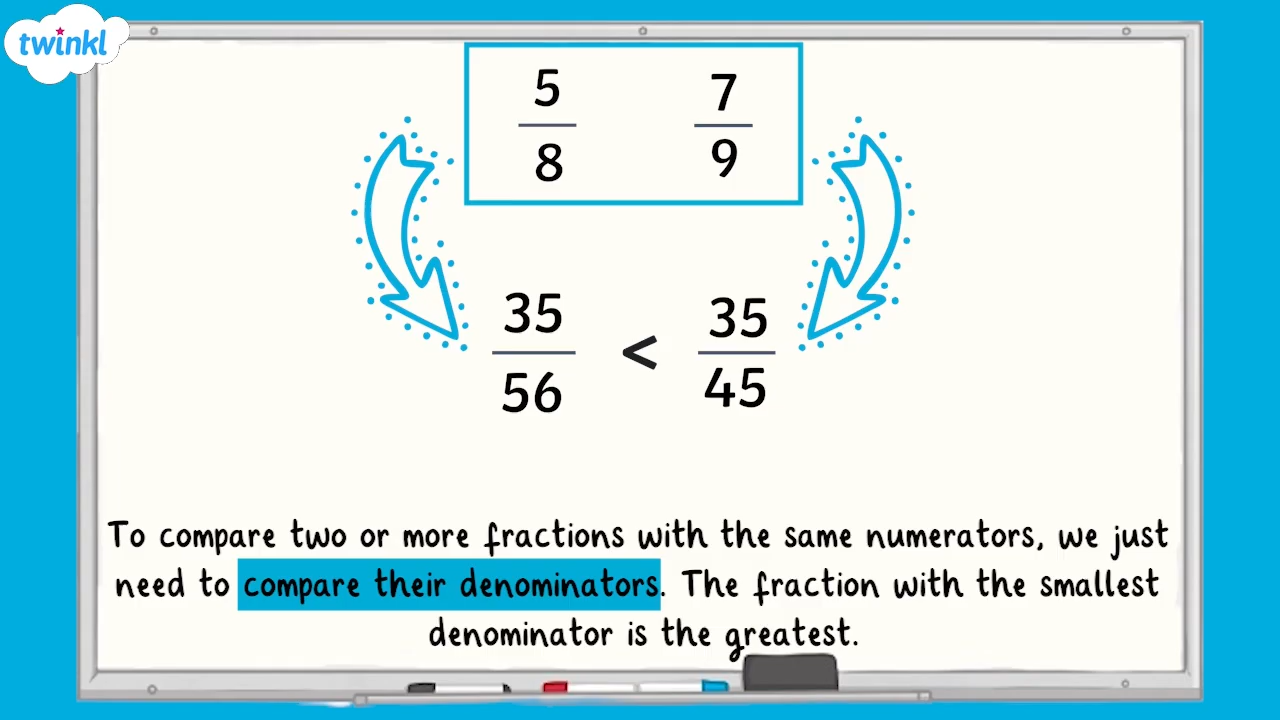 twinkl
5 7
8 9
35 < 35
56 45
To compare two or more fractions with the same numerators, we just
need to compare their denominators. The fraction with the smallest
denominator is the greatest.